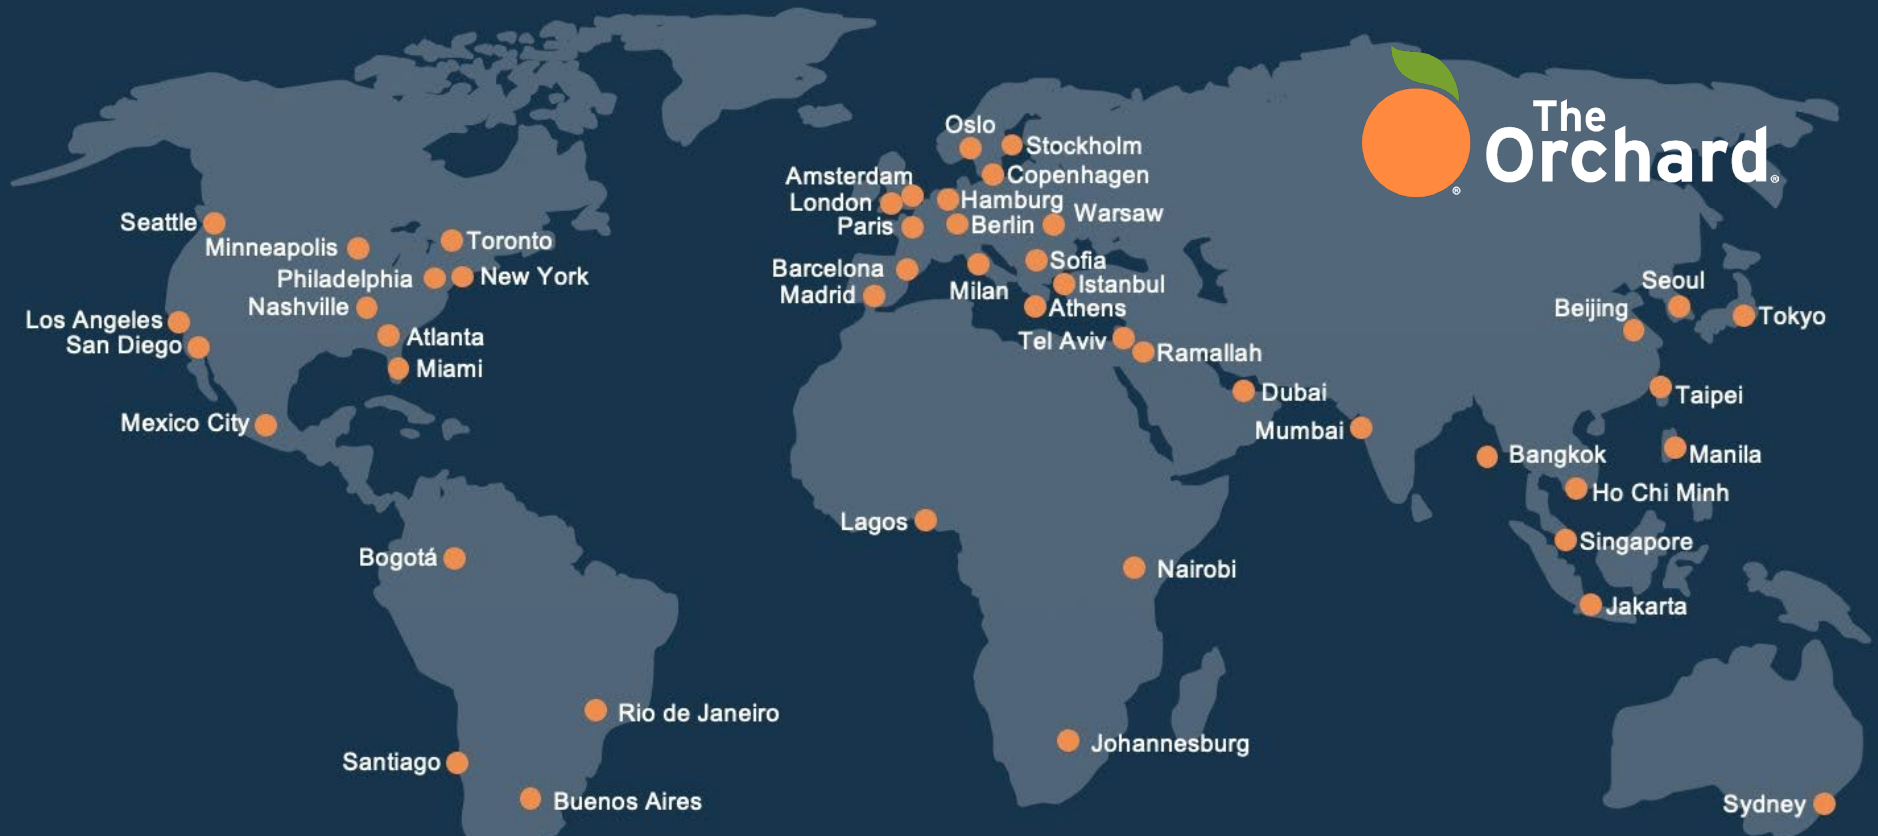 The
Orchard
®
®
Oslo
Stockholm
Amsterdam
Copenhagen
London
Hamburg
Paris
Berlin
Warsaw
Barcelona
Sofia
Madrid
Milan
Istanbul
Athens
Tel Aviv
Ramallah
Seattle
Minneapolis
Toronto
Philadelphia
New York
Nashville
Los Angeles
San Diego
Atlanta
Miami
Mexico City
Bogotá
Rio de Janeiro
Santiago
Buenos Aires
Lagos
Nairobi
Johannesburg
Dubai
Mumbai
Seoul
Beijing
Tokyo
Taipei
Bangkok
Manila
Ho Chi Minh
Singapore
Jakarta
Sydney